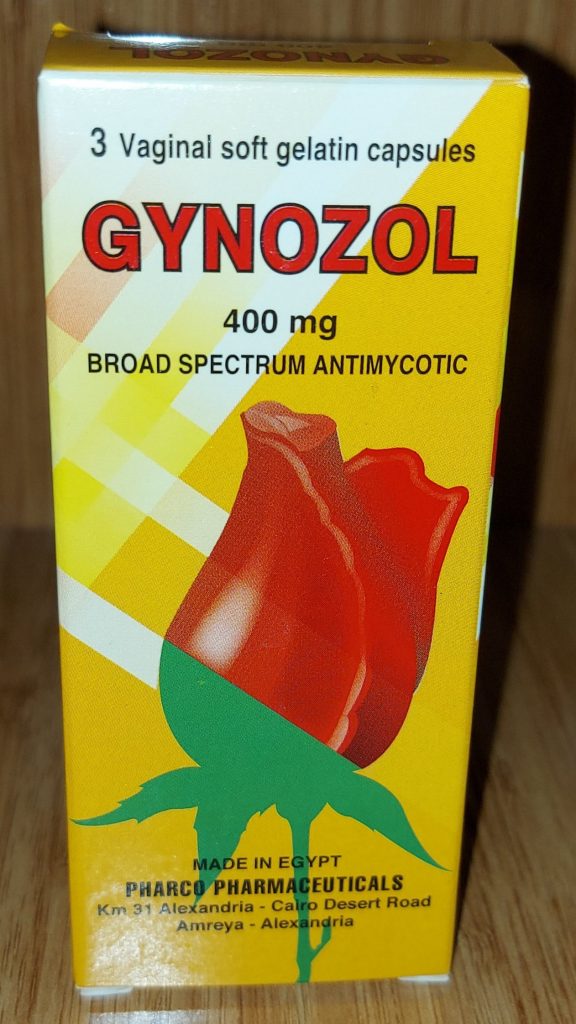 GYNOZOL
3 Vaginal soft gelatin capsules
GYNOZOL
400 mg
BROAD SPECTRUM ANTIMYCOTIC
MADE IN EGYPT
PHARCO PHARMACEUTICALS
Km 31 Alexandria - Cairo Desert Road
Amreya - Alexandria